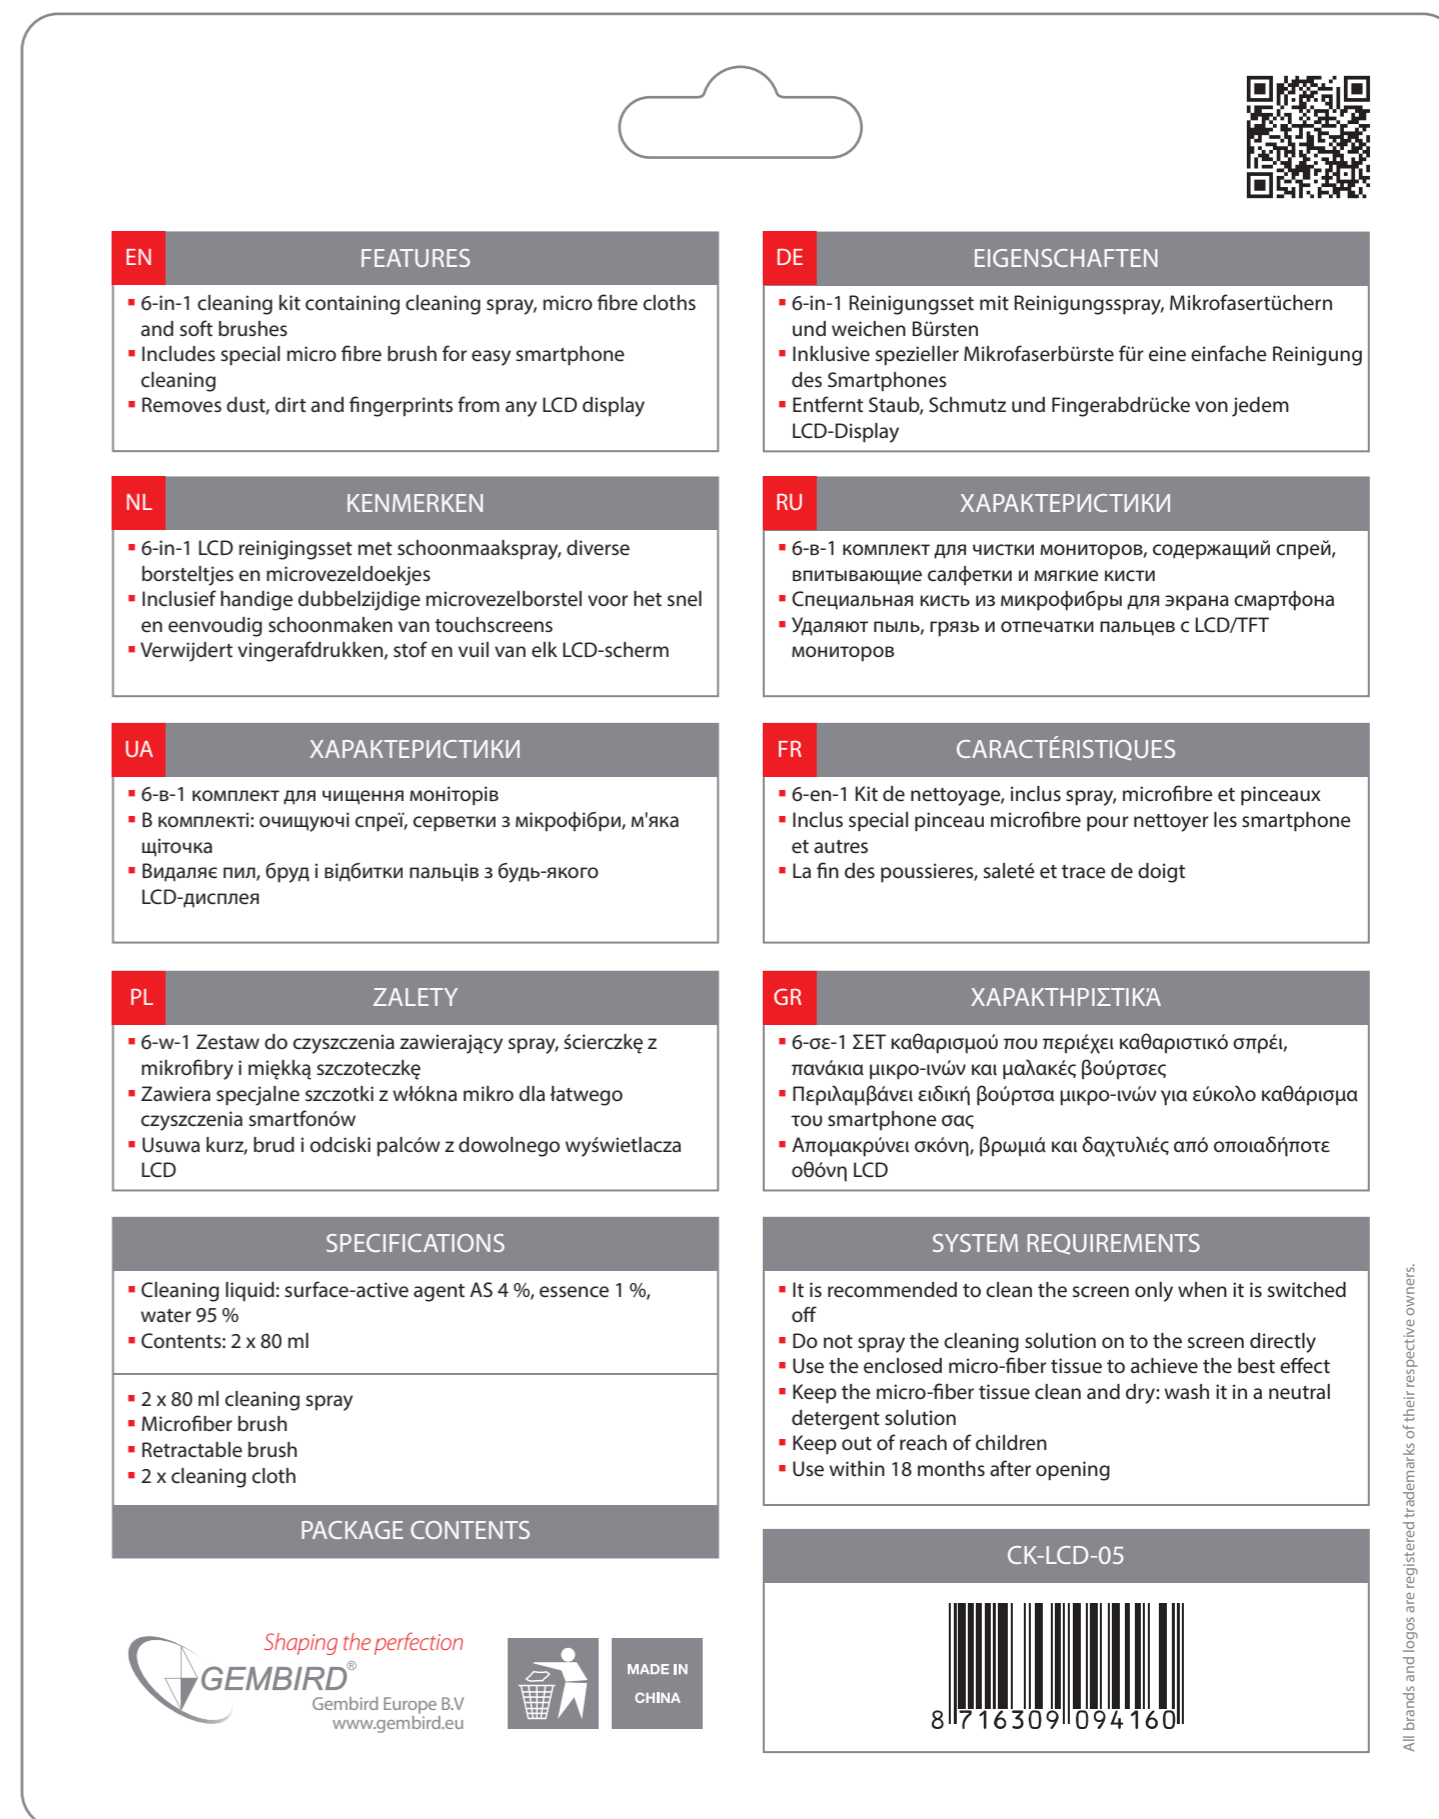 EN
FEATURES
▪ 6-in-1 cleaning kit containing cleaning spray, micro fibre cloths
and soft brushes
▪ Includes special micro fibre brush for easy smartphone
cleaning
▪ Removes dust, dirt and fingerprints from any LCD display
DE
EIGENSCHAFTEN
▪ 6-in-1 Reinigungsset mit Reinigungsspray, Mikrofasertüchern
und weichen Bürsten
▪ Inklusive spezieller Mikrofaserbürste für eine einfache Reinigung
des Smartphones
▪ Entfernt Staub, Schmutz und Fingerabdrücke von jedem
LCD-Display
NL
KENMERKEN
▪ 6-in-1 LCD reinigingsset met schoonmaakspray, diverse
borsteltjes en microvezeldoekjes
▪ Inclusief handige dubbelzijdige microvezelborstel voor het snel
en eenvoudig schoonmaken van touchscreens
▪ Verwijdert vingerafdrukken, stof en vuil van elk LCD-scherm
RU
ХАРАКТЕРИСТИКИ
▪ 6-в-1 комплект для чистки мониторов, содержащий спрей,
впитывающие салфетки и мягкие кисти
▪ Специальная кисть из микрофибры для экрана смартфона
▪ Удаляют пыль, грязь и отпечатки пальцев с LCD/TFT
мониторов
UA
ХАРАКТЕРИСТИКИ
▪ 6-в-1 комплект для чищення моніторів
▪ В комплекті: очищуючі спреї, серветки з мікрофібри, м'яка
щіточка
▪ Видаляє пил, бруд і відбитки пальців з будь-якого
LCD-дисплея
FR
CARACTÉRISTIQUES
▪ 6-en-1 Kit de nettoyage, inclus spray, microfibre et pinceaux
▪ Inclus special pinceau microfibre pour nettoyer les smartphone
et autres
▪ La fin des poussieres, saleté et trace de doigt
PL
ZALETY
▪ 6-w-1 Zestaw do czyszczenia zawierający spray, ścierczkę z
mikrofibry i miękką szczoteczkę
▪ Zawiera specjalne szczotki z włókna mikro dla łatwego
czyszczenia smartfonów
▪ Usuwa kurz, brud i odciski palców z dowolnego wyświetlacza
LCD
GR
ΧΑΡΑΚΤΗΡΙΣΤΙΚΆ
▪ 6-σε-1 ΣΕΤ καθαρισμού που περιέχει καθαριστικό σπρέι,
πανάκια μικρο-ινών και μαλακές βούρτσες
▪ Περιλαμβάνει ειδική βούρτσα μικρο-ινών για εύκολο καθάρισμα
του smartphone σας
▪ Απομακρύνει σκόνη, βρωμιά και δαχτυλιές από οποιαδήποτε
οθόνη LCD
SPECIFICATIONS
▪ Cleaning liquid: surface-active agent AS 4 %, essence 1 %,
water 95 %
▪ Contents: 2 x 80 ml
▪ 2 x 80 ml cleaning spray
▪ Microfiber brush
▪ Retractable brush
▪ 2 x cleaning cloth
PACKAGE CONTENTS
SYSTEM REQUIREMENTS
▪ It is recommended to clean the screen only when it is switched
off
▪ Do not spray the cleaning solution on to the screen directly
▪ Use the enclosed micro-fiber tissue to achieve the best effect
▪ Keep the micro-fiber tissue clean and dry: wash it in a neutral
detergent solution
▪ Keep out of reach of children
▪ Use within 18 months after opening
CK-LCD-05
8 716309 094160
Shaping the perfection
GEMBIRD®
Gembird Europe B.V
www.gembird.eu
MADE IN
CHINA
All brands and logos are registered trademarks of their respective owners.